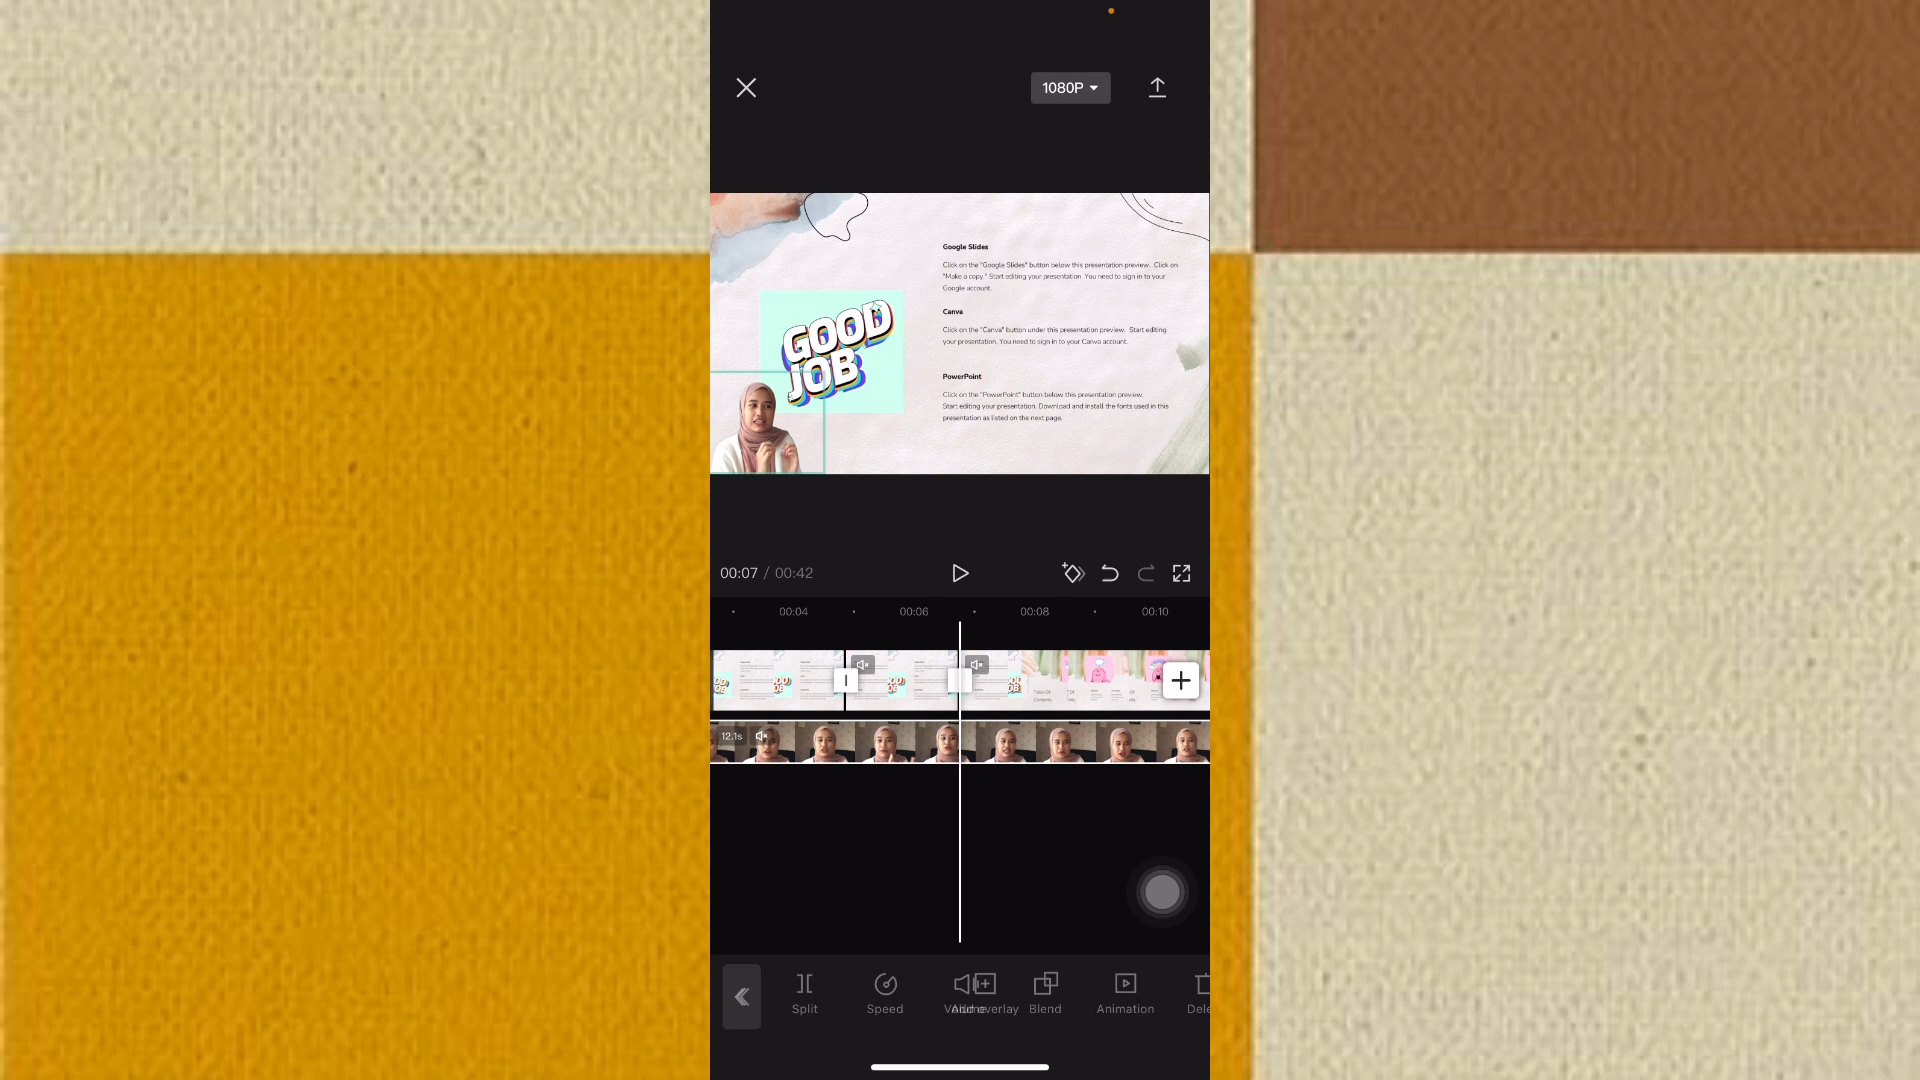 1080P
Google Slides
Click on the "Google Slides" button below this presentation preview. Click on
"Make a copy." Start editing your presentation. You need to sign in to your
Google account.
Canva
Click on the "Canva" button under this presentation preview. Start editing
your presentation. You need to sign in to your Canva account.
GOOD
JOB
PowerPoint
Click on the "PowerPoint" button below this presentation preview.
Start editing your presentation. Download and install the fonts used in this
presentation as listed on the next page.
00:07 / 00:42
00:04 00:06 00:08 00:10
12.1s
Split Speed Blend Animation